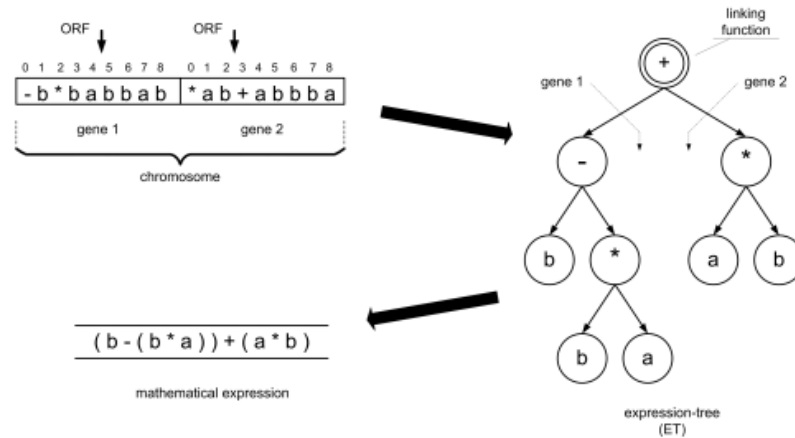 ORF ORF
0 1 2 3 4 5 6 7 8 0 1 2 3 4 5 6 7 8
- b * b a b b a b * a b + a b b b a
gene 1 gene 2
chromosome
linking
function
+
gene 1 gene 2
- *
b * a b
b a
expression-tree
(ET)
( b - ( b * a ) ) + ( a * b )
mathematical expression